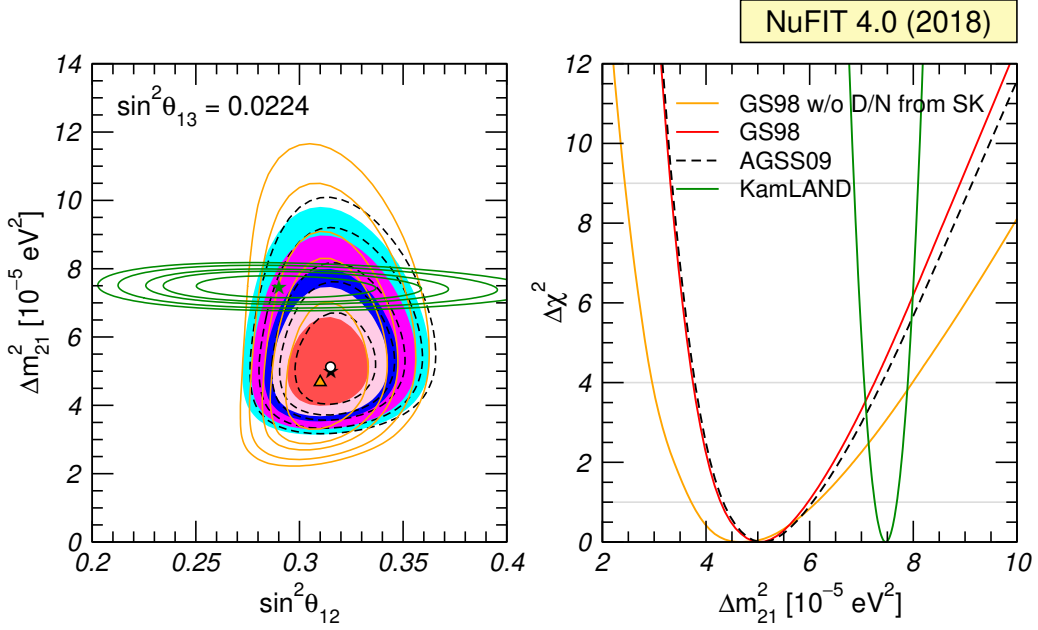 NuFIT 4.0 (2018)
sin²θ₁₃ = 0.0224
14
12
10
8
6
4
2
0
Δm²₂₁ [10⁻⁵ eV²]
0.2
0.25
0.3
0.35
0.4
sin²θ₁₂
GS98 w/o D/N from SK
GS98
AGSS09
KamLAND
12
10
8
6
4
2
0
Δχ²
2
4
6
8
10
Δm²₂₁ [10⁻⁵ eV²]